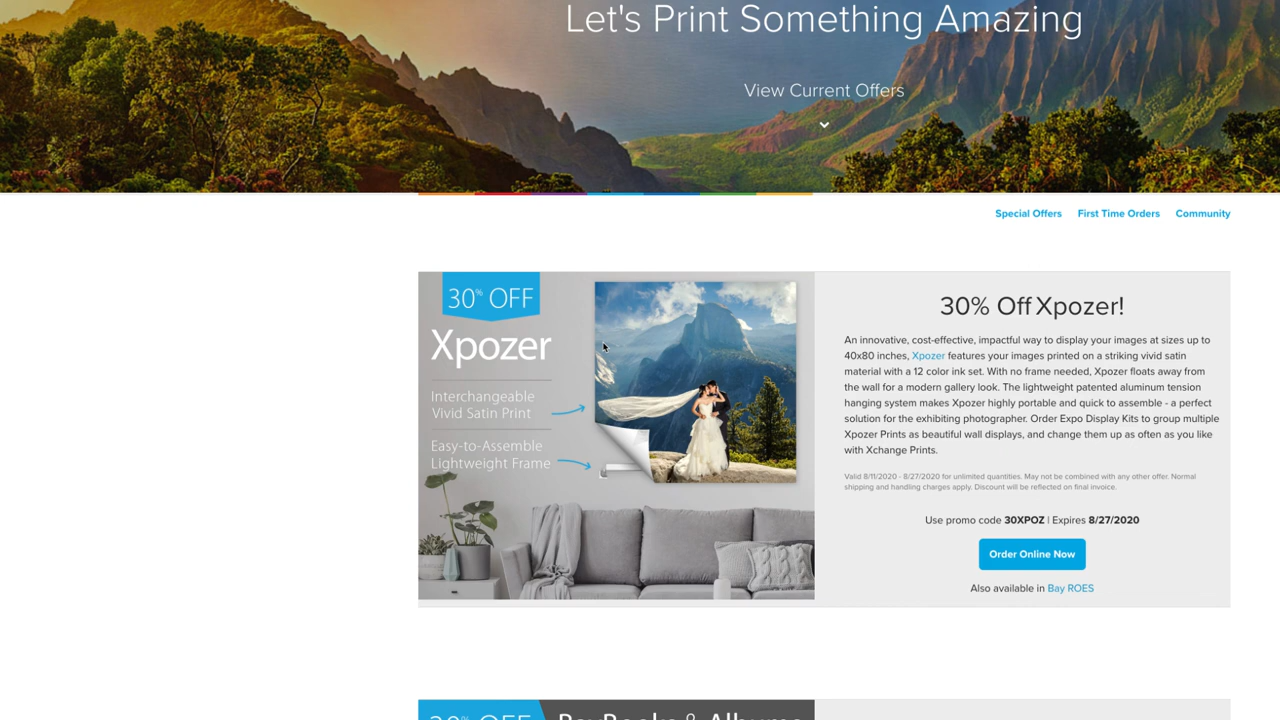 Let's Print Something Amazing
View Current Offers
Special Offers First Time Orders Community
30% OFF
Xpozer
Interchangeable
Vivid Satin Print
Easy-to-Assemble
Lightweight Frame
30% Off Xpozer!
An innovative, cost-effective, impactful way to display your images at sizes up to
40x80 inches, Xpozer features your images printed on a striking vivid satin
material with a 12 color ink set. With no frame needed, Xpozer floats away from
the wall for a modern gallery look. The lightweight patented aluminum tension
hanging system makes Xpozer highly portable and quick to assemble - a perfect
solution for the exhibiting photographer. Order Expo Display Kits to group multiple
Xpozer Prints as beautiful wall displays, and change them up as often as you like
with Xchange Prints.
Valid 8/11/2020 - 8/27/2020 for unlimited quantities. May not be combined with any other offer. Normal
shipping and handling charges apply. Discount will be reflected on final invoice.
Use promo code 30XPOZ | Expires 8/27/2020
Order Online Now
Also available in Bay ROES
BayBooks & Albums